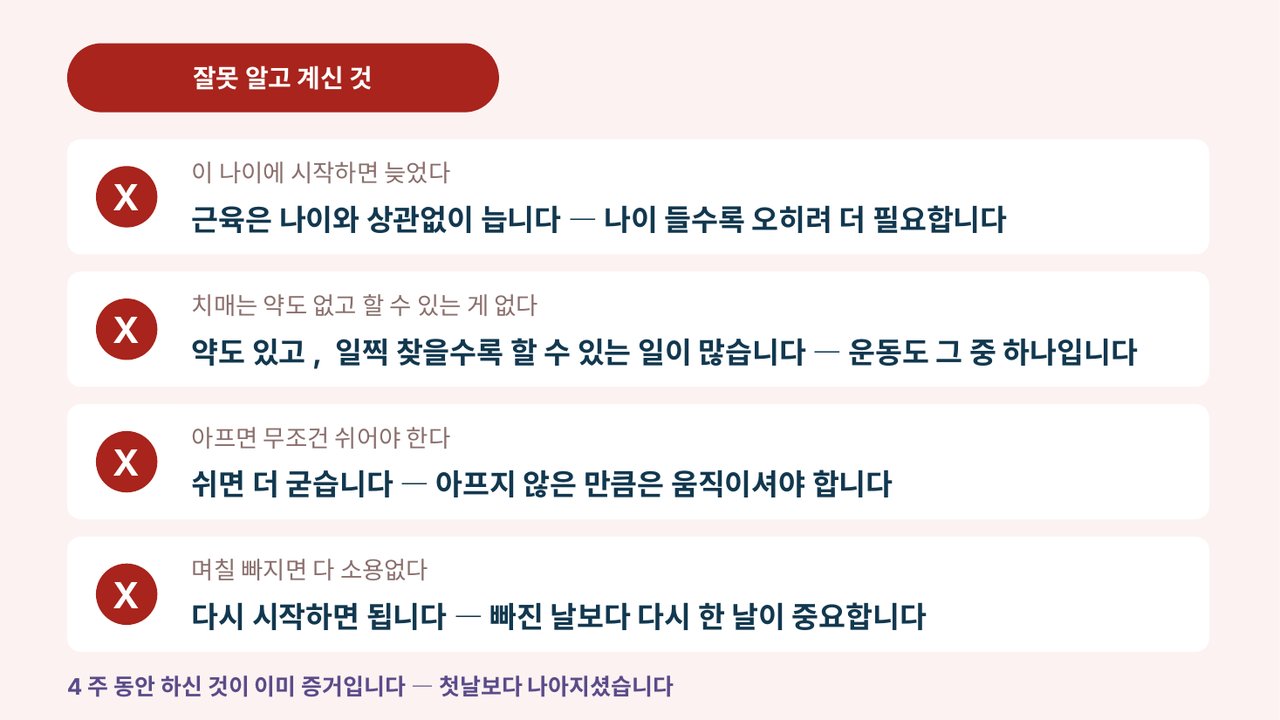 잘못 알고 계신 것
X
이 나이에 시작하면 늦었다
근육은 나이와 상관없이 늡니다 — 나이 들수록 오히려 더 필요합니다
X
치매는 약도 없고 할 수 있는 게 없다
약도 있고 , 일찍 찾을수록 할 수 있는 일이 많습니다 — 운동도 그 중 하나입니다
X
아프면 무조건 쉬어야 한다
쉬면 더 굳습니다 — 아프지 않은 만큼은 움직이셔야 합니다
X
며칠 빠지면 다 소용없다
다시 시작하면 됩니다 — 빠진 날보다 다시 한 날이 중요합니다
4 주 동안 하신 것이 이미 증거입니다 — 첫날보다 나아지셨습니다